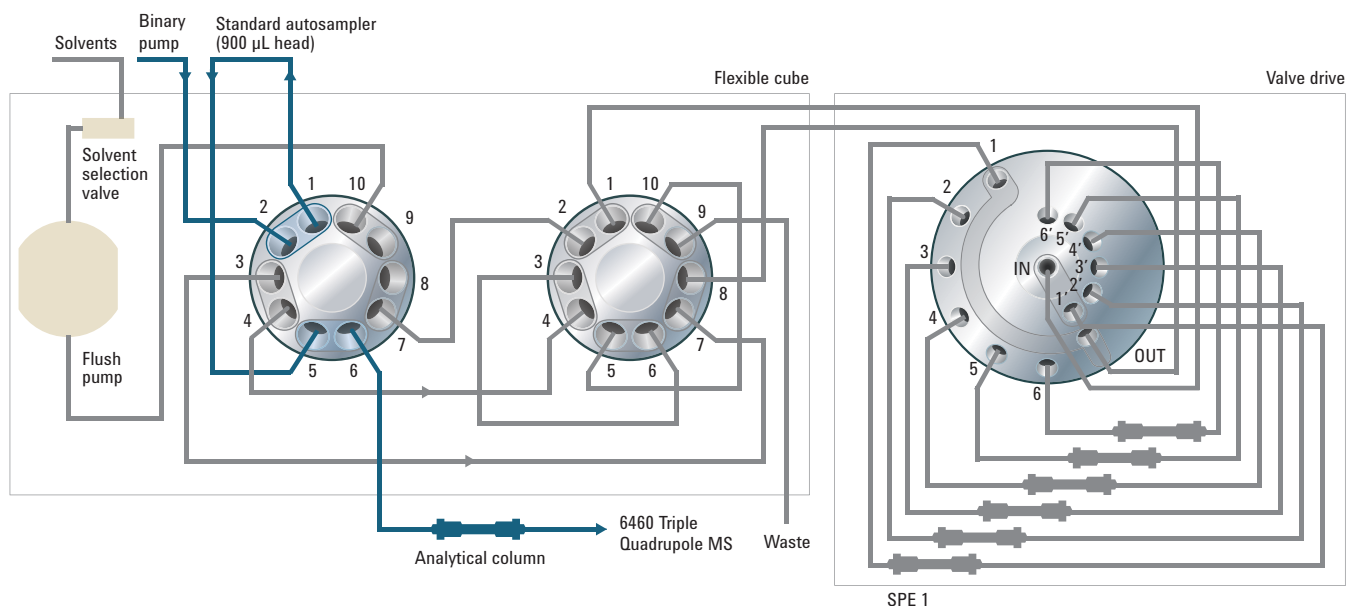 Solvents
Binary
pump
Standard autosampler
(900 µL head)
Flexible cube
Valve drive
Solvent
selection
valve
Flush
pump
1
10
2
9
3
8
4
7
5
6
1
10
2
9
3
8
4
7
5
6
1
2
3
4
5
6
6′
5′
4′
3′
2′
1′
IN
OUT
Analytical column
6460 Triple
Quadrupole MS
Waste
SPE 1